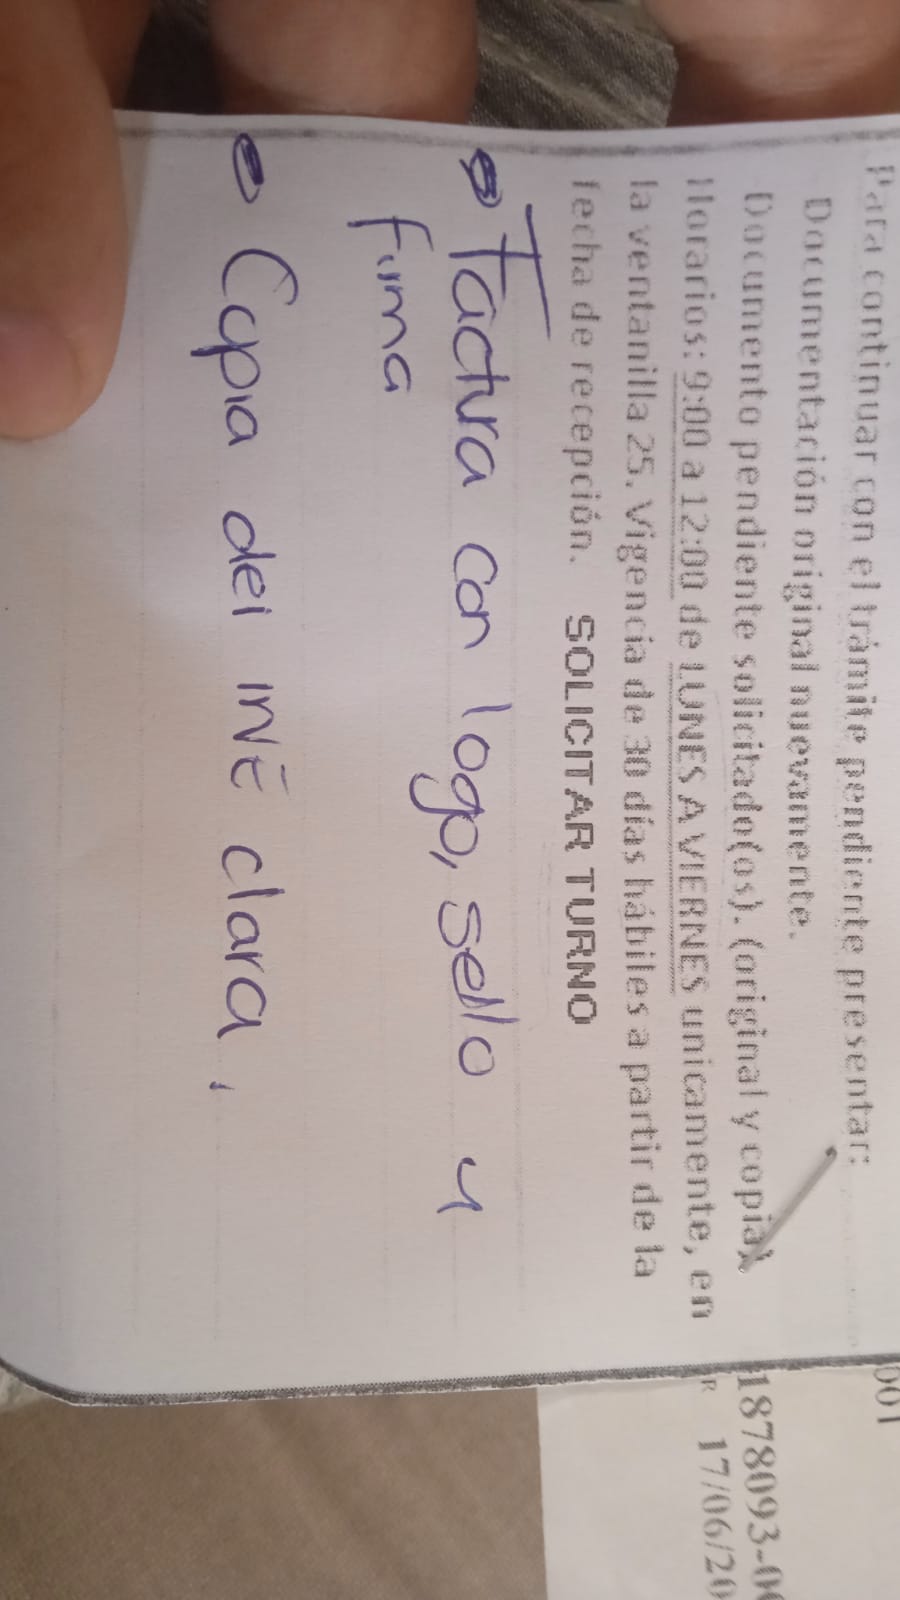 Para continuar con el trámite pendiente presentar:
Documentación original nuevamente.
Documento pendiente solicitado(os). (original y copia).
Horarios: 9:00 a 12:00 de LUNES A VIERNES unicamente, en
la ventanilla 25. Vigencia de 30 días hábiles a partir de la
fecha de recepción. SOLICITAR TURNO
Factura con logo, sello y
firma
Copia del INE clara.
001
1878093-00
R 17/06/20